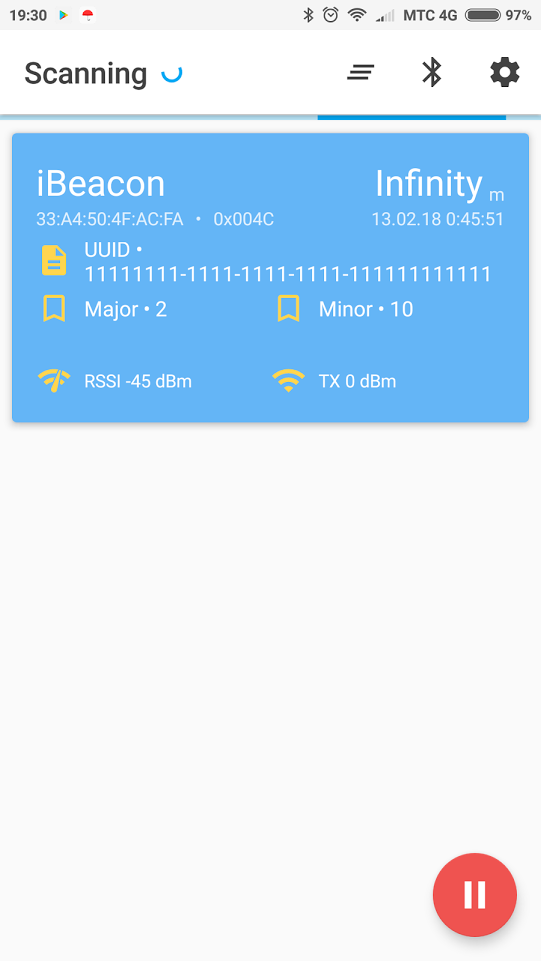 19:30 MTC 4G 97%
Scanning
iBeacon Infinity m
33:A4:50:4F:AC:FA • 0x004C 13.02.18 0:45:51
UUID •
11111111-1111-1111-1111-111111111111
Major • 2 Minor • 10
RSSI -45 dBm TX 0 dBm